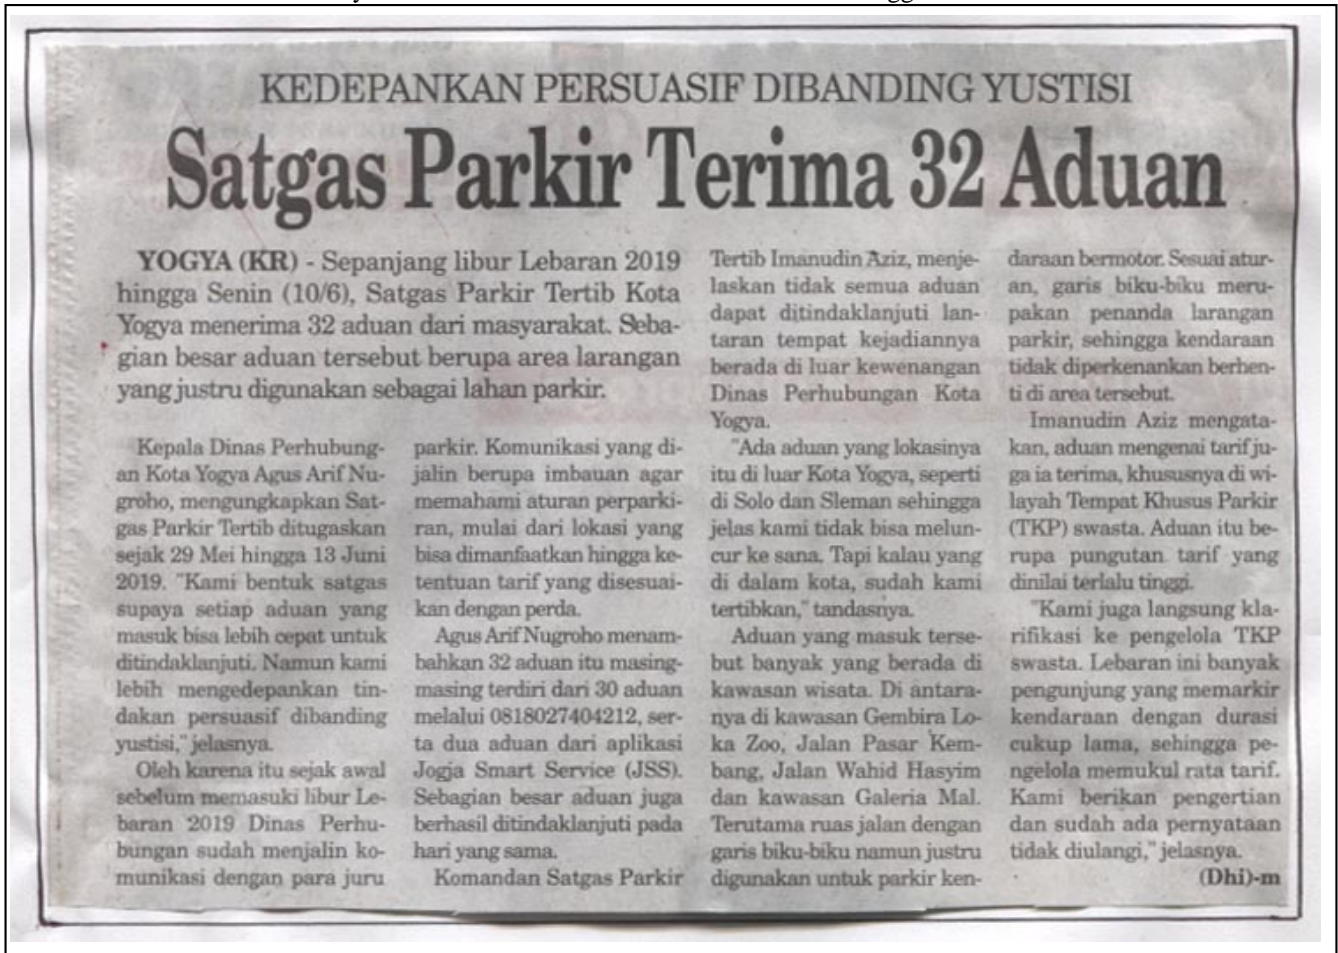 KEDEPANKAN PERSUASIF DIBANDING YUSTISI
Satgas Parkir Terima 32 Aduan
YOGYA (KR) - Sepanjang libur Lebaran 2019
hingga Senin (10/6), Satgas Parkir Tertib Kota
Yogya menerima 32 aduan dari masyarakat. Seba-
gian besar aduan tersebut berupa area larangan
yang justru digunakan sebagai lahan parkir.
Kepala Dinas Perhubung-
an Kota Yogya Agus Arif Nu-
groho, mengungkapkan Sat-
gas Parkir Tertib ditugaskan
sejak 29 Mei hingga 13 Juni
2019. "Kami bentuk satgas
supaya setiap aduan yang
masuk bisa lebih cepat untuk
ditindaklanjuti. Namun kami
lebih mengedepankan tin-
dakan persuasif dibanding
yustisi," jelasnya.
Oleh karena itu sejak awal
sebelum memasuki libur Le-
baran 2019 Dinas Perhu-
bungan sudah menjalin ko-
munikasi dengan para juru
parkir. Komunikasi yang di-
jalin berupa imbauan agar
memahami aturan perparki-
ran, mulai dari lokasi yang
bisa dimanfaatkan hingga ke-
tentuan tarif yang disesuai-
kan dengan perda.
Agus Arif Nugroho menam-
bahkan 32 aduan itu masing-
masing terdiri dari 30 aduan
melalui 0818027404212, ser-
ta dua aduan dari aplikasi
Jogja Smart Service (JSS).
Sebagian besar aduan juga
berhasil ditindaklanjuti pada
hari yang sama.
Komandan Satgas Parkir
Tertib Imanudin Aziz, menje-
laskan tidak semua aduan
dapat ditindaklanjuti lan-
taran tempat kejadiannya
berada di luar kewenangan
Dinas Perhubungan Kota
Yogya.
"Ada aduan yang lokasinya
itu di luar Kota Yogya, seperti
di Solo dan Sleman sehingga
jelas kami tidak bisa melun-
cur ke sana. Tapi kalau yang
di dalam kota, sudah kami
tertibkan," tandasnya.
Aduan yang masuk terse-
but banyak yang berada di
kawasan wisata. Di antara-
nya di kawasan Gembira Lo-
ka Zoo, Jalan Pasar Kem-
bang, Jalan Wahid Hasyim
dan kawasan Galeria Mal.
Terutama ruas jalan dengan
garis biku-biku namun justru
digunakan untuk parkir ken-
daraan bermotor. Sesuai atur-
an, garis biku-biku meru-
pakan penanda larangan
parkir, sehingga kendaraan
tidak diperkenankan berhen-
ti di area tersebut.
Imanudin Aziz mengata-
kan, aduan mengenai tarif ju-
ga ia terima, khususnya di wi-
layah Tempat Khusus Parkir
(TKP) swasta. Aduan itu be-
rupa pungutan tarif yang
dinilai terlalu tinggi.
"Kami juga langsung kla-
rifikasi ke pengelola TKP
swasta. Lebaran ini banyak
pengunjung yang memarkir
kendaraan dengan durasi
cukup lama, sehingga pe-
ngelola memukul rata tarif.
Kami berikan pengertian
dan sudah ada pernyataan
tidak diulangi," jelasnya.
(Dhi)-m